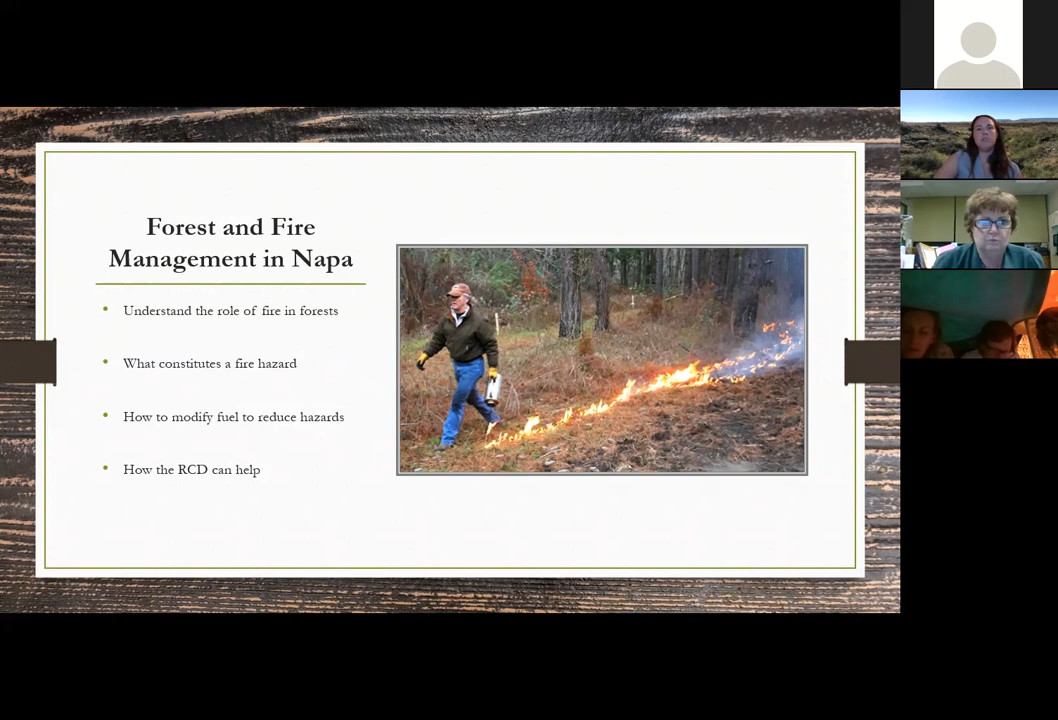 Forest and Fire
Management in Napa
• Understand the role of fire in forests
• What constitutes a fire hazard
• How to modify fuel to reduce hazards
• How the RCD can help